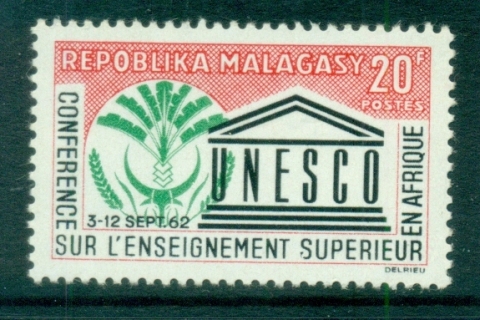 REPOBLIKA MALAGASY 20F
POSTES
CONFERENCE
UNESCO
3-12 SEPT.62
SUR L'ENSEIGNEMENT SUPERIEUR
EN AFRIQUE
DELRIEU